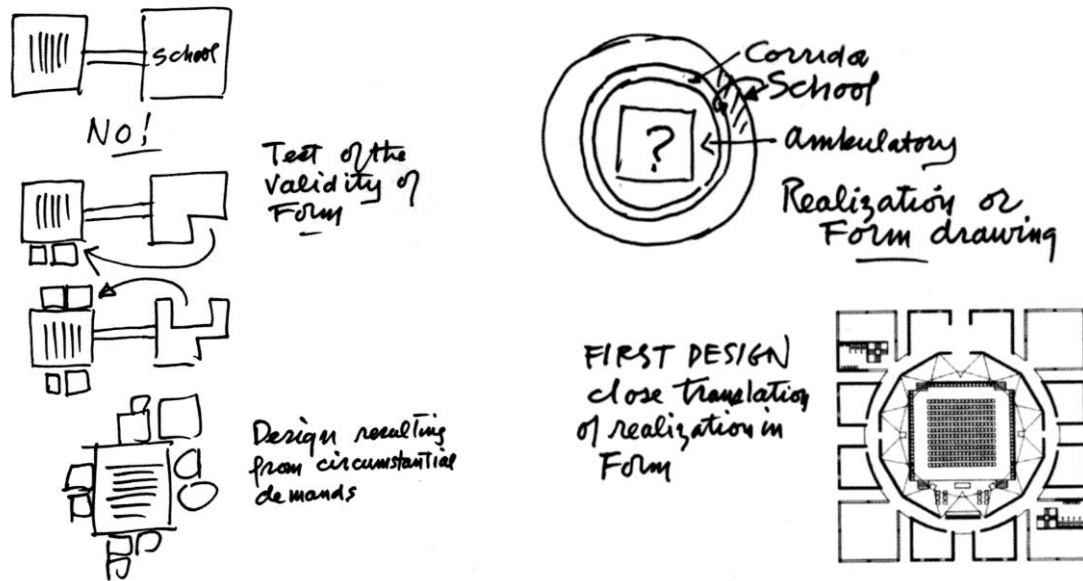 School
NO!
Test of the
validity of
Form
Design resulting
from circumstantial
demands
Corridor
School
?
ambulatory
Realization or
Form drawing
FIRST DESIGN
close translation
of realization in
Form